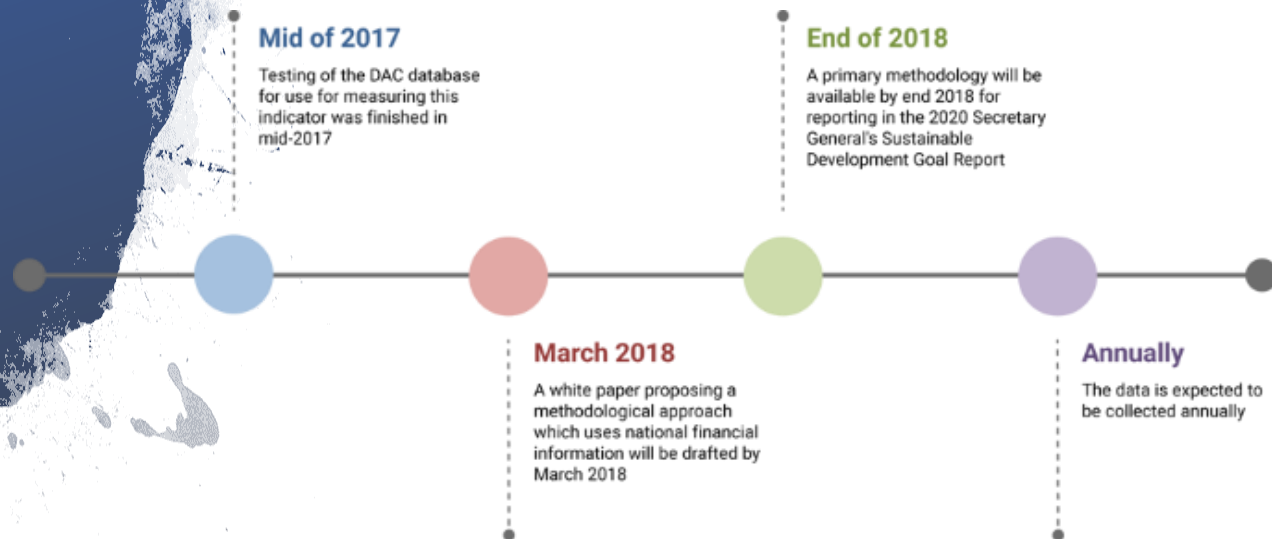 Mid of 2017
Testing of the DAC database
for use for measuring this
indicator was finished in
mid-2017
March 2018
A white paper proposing a
methodological approach
which uses national financial
information will be drafted by
March 2018
End of 2018
A primary methodology will be
available by end 2018 for
reporting in the 2020 Secretary
General's Sustainable
Development Goal Report
Annually
The data is expected to
be collected annually